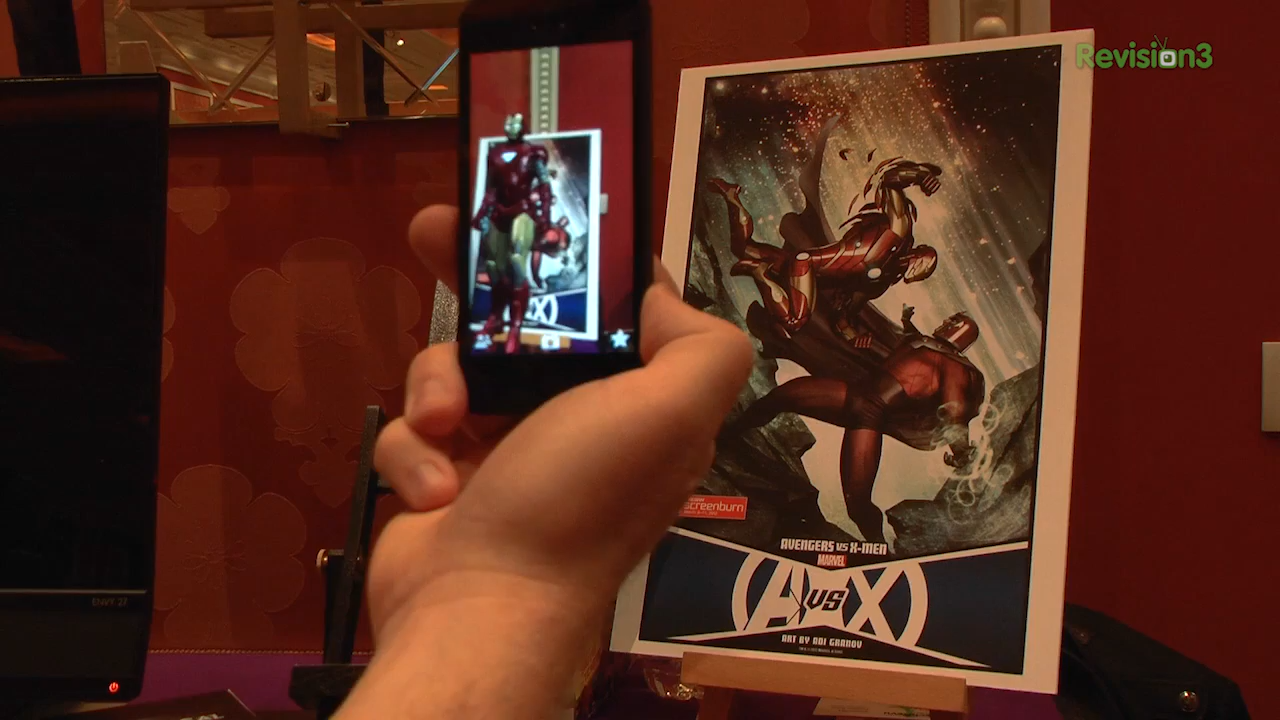 Revision3
screenburn
AVENGERS VS X-MEN
MARVEL
A VS X
ART BY ADI GRANOV
ENVY 27